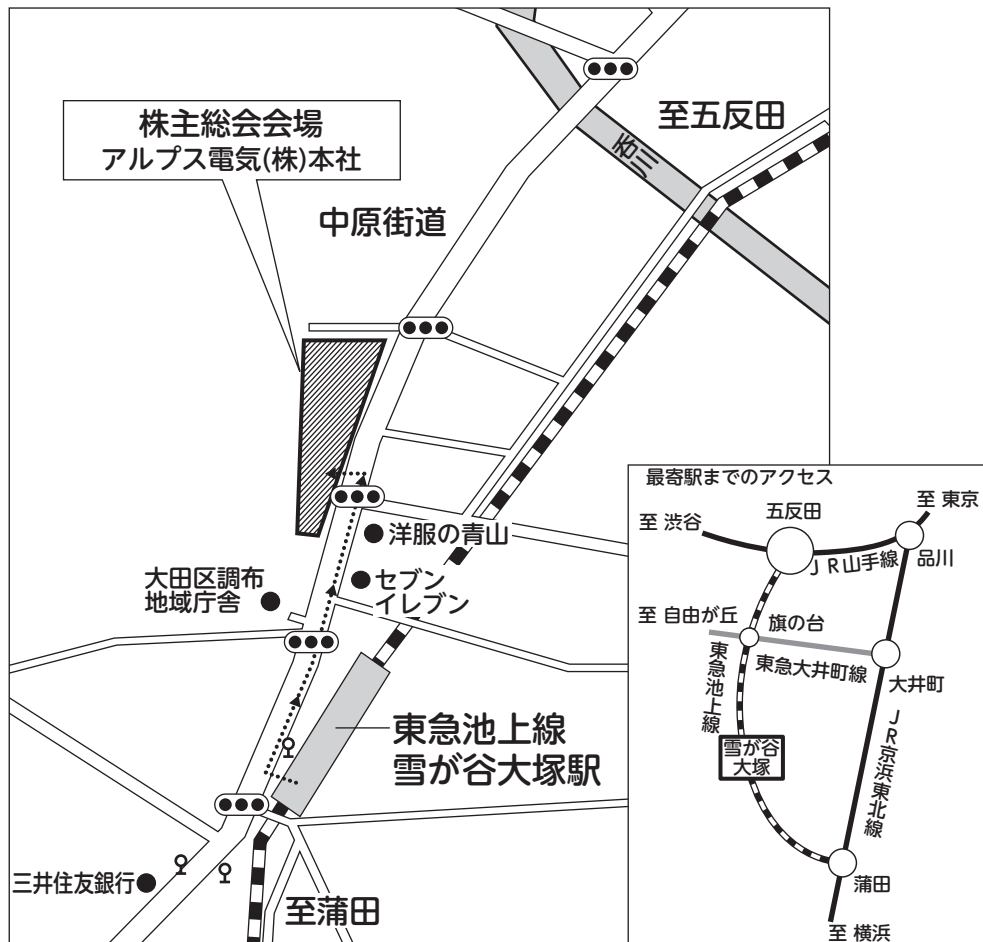 株主総会会場
アルプス電気(株)本社
至五反田
呑川
中原街道
洋服の青山
セブン
イレブン
大田区調布
地域庁舎
東急池上線
雪が谷大塚駅
三井住友銀行
至蒲田
最寄駅までのアクセス
至 東京
五反田
至 渋谷
JR山手線
品川
至 自由が丘
旗の台
東急大井町線
大井町
東急池上線
雪が谷
大塚
JR京浜東北線
蒲田
至 横浜